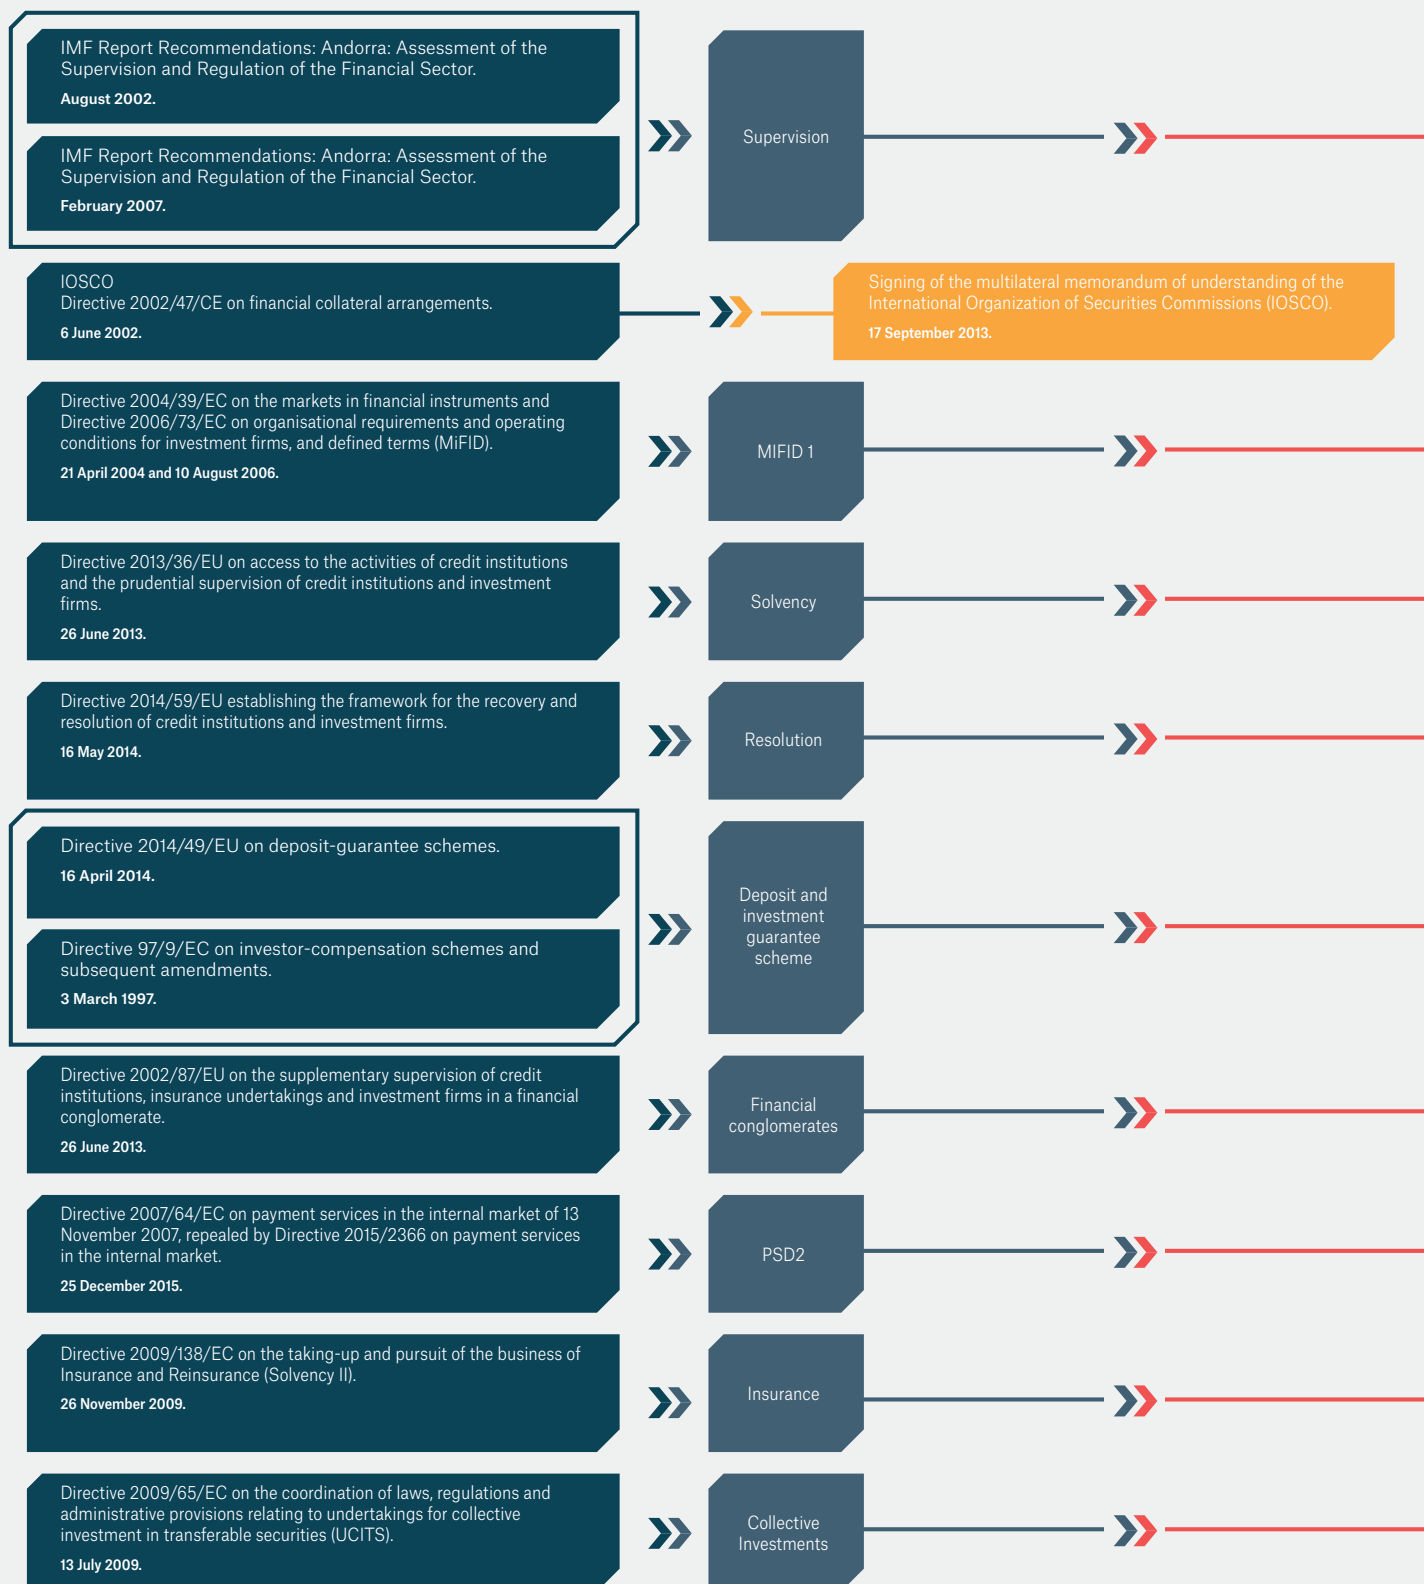 IMF Report Recommendations: Andorra: Assessment of the
Supervision and Regulation of the Financial Sector.
August 2002.
IMF Report Recommendations: Andorra: Assessment of the
Supervision and Regulation of the Financial Sector.
February 2007.
Supervision
IOSCO
Directive 2002/47/CE on financial collateral arrangements.
6 June 2002.
Signing of the multilateral memorandum of understanding of the
International Organization of Securities Commissions (IOSCO).
17 September 2013.
Directive 2004/39/EC on the markets in financial instruments and
Directive 2006/73/EC on organisational requirements and operating
conditions for investment firms, and defined terms (MiFID).
21 April 2004 and 10 August 2006.
MIFID 1
Directive 2013/36/EU on access to the activities of credit institutions
and the prudential supervision of credit institutions and investment
firms.
26 June 2013.
Solvency
Directive 2014/59/EU establishing the framework for the recovery and
resolution of credit institutions and investment firms.
16 May 2014.
Resolution
Directive 2014/49/EU on deposit-guarantee schemes.
16 April 2014.
Directive 97/9/EC on investor-compensation schemes and
subsequent amendments.
3 March 1997.
Deposit and
investment
guarantee
scheme
Directive 2002/87/EU on the supplementary supervision of credit
institutions, insurance undertakings and investment firms in a financial
conglomerate.
26 June 2013.
Financial
conglomerates
Directive 2007/64/EC on payment services in the internal market of 13
November 2007, repealed by Directive 2015/2366 on payment services
in the internal market.
25 December 2015.
PSD2
Directive 2009/138/EC on the taking-up and pursuit of the business of
Insurance and Reinsurance (Solvency II).
26 November 2009.
Insurance
Directive 2009/65/EC on the coordination of laws, regulations and
administrative provisions relating to undertakings for collective
investment in transferable securities (UCITS).
13 July 2009.
Collective
Investments